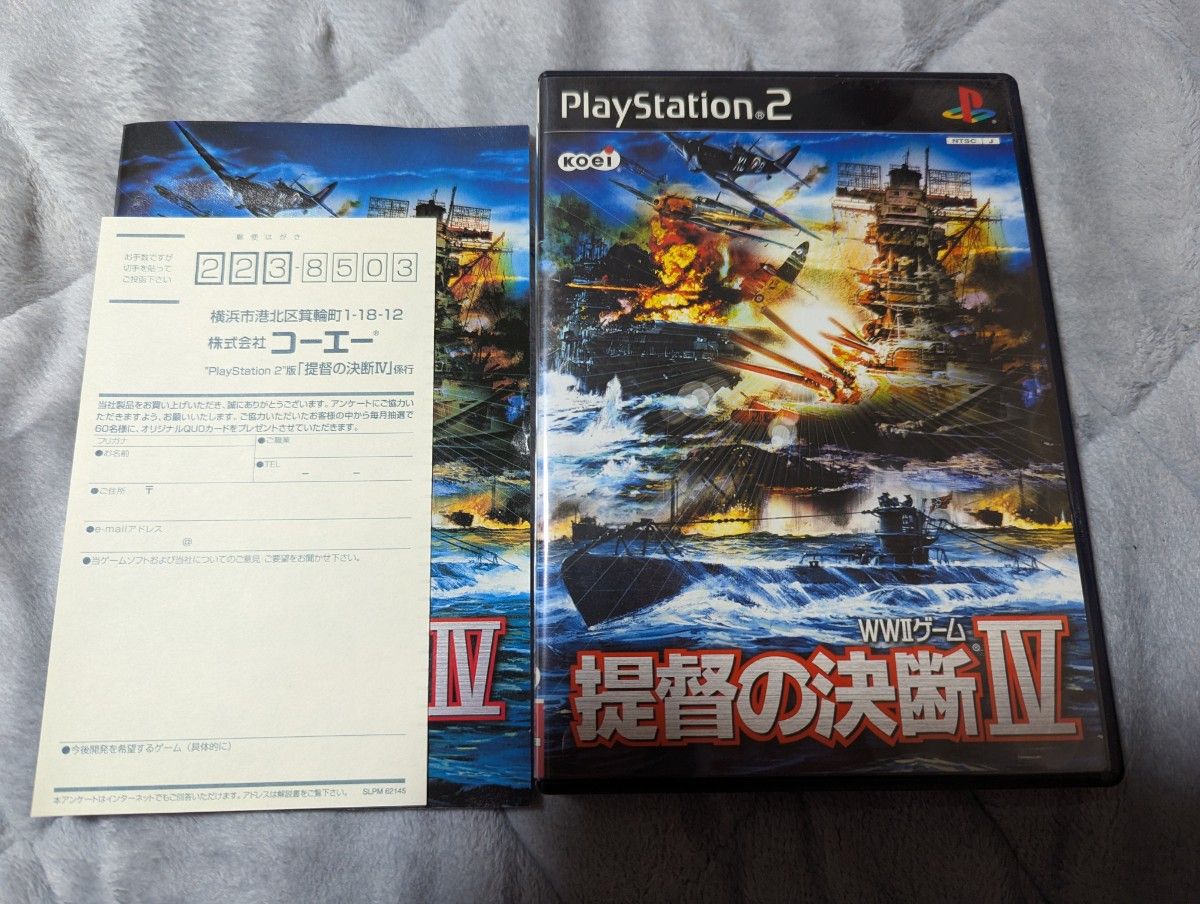 郵便はがき
お手数ですが
切手を貼って
ご投函下さい
223-8503
横浜市港北区箕輪町1-18-12
株式会社 コーエー®
"PlayStation 2"版「提督の決断Ⅳ」係行
当社製品をお買い上げいただき、誠にありがとうございます。アンケートにご協力い
ただきますよう、お願いいたします。ご協力いただいたお客様の中から毎月抽選で
60名様に、オリジナルQUOカードをプレゼントさせていただきます。
フリガナ
●お名前
●ご職業
●TEL
●ご住所 〒
●e-mailアドレス
@
●当ゲームソフトおよび当社についてのご意見・ご要望をお聞かせ下さい。
●今後開発を希望するゲーム（具体的に）
本アンケートはインターネットでもご回答いただけます。アドレスは解説書をご覧下さい。
SLPM 62145
Ⅳ
PlayStation®2
NTSC J
KOEI
WWⅡゲーム
提督の決断®Ⅳ